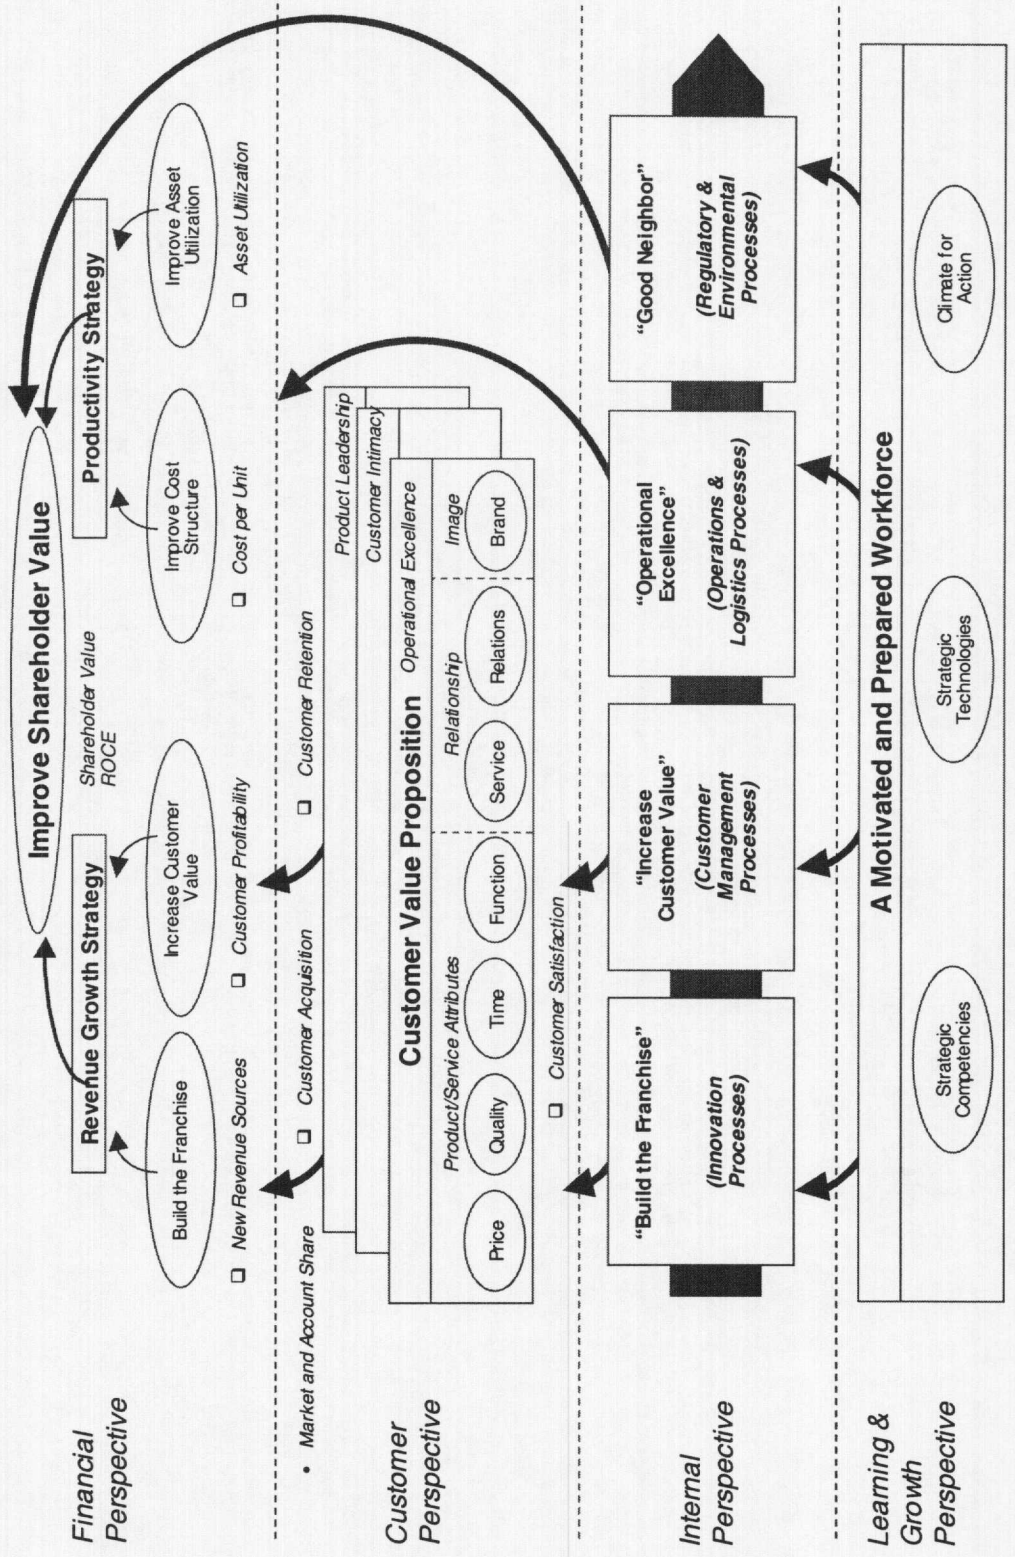 Financial
Perspective
Improve Shareholder Value
Revenue Growth Strategy
Shareholder Value
ROCE
Productivity Strategy
Build the Franchise
Increase Customer
Value
Improve Cost
Structure
Improve Asset
Utilization
❑ New Revenue Sources
❑ Customer Profitability
❑ Cost per Unit
❑ Asset Utilization
• Market and Account Share
❑ Customer Acquisition
❑ Customer Retention
Customer
Perspective
Product Leadership
Customer Intimacy
Customer Value Proposition
Operational Excellence
Product/Service Attributes
Relationship
Image
Price
Quality
Time
Function
Service
Relations
Brand
❑ Customer Satisfaction
Internal
Perspective
“Build the Franchise”
(Innovation
Processes)
“Increase
Customer Value”
(Customer
Management
Processes)
“Operational
Excellence”
(Operations &
Logistics Processes)
“Good Neighbor”
(Regulatory &
Environmental
Processes)
Learning &
Growth
Perspective
A Motivated and Prepared Workforce
Strategic
Competencies
Strategic
Technologies
Climate for
Action